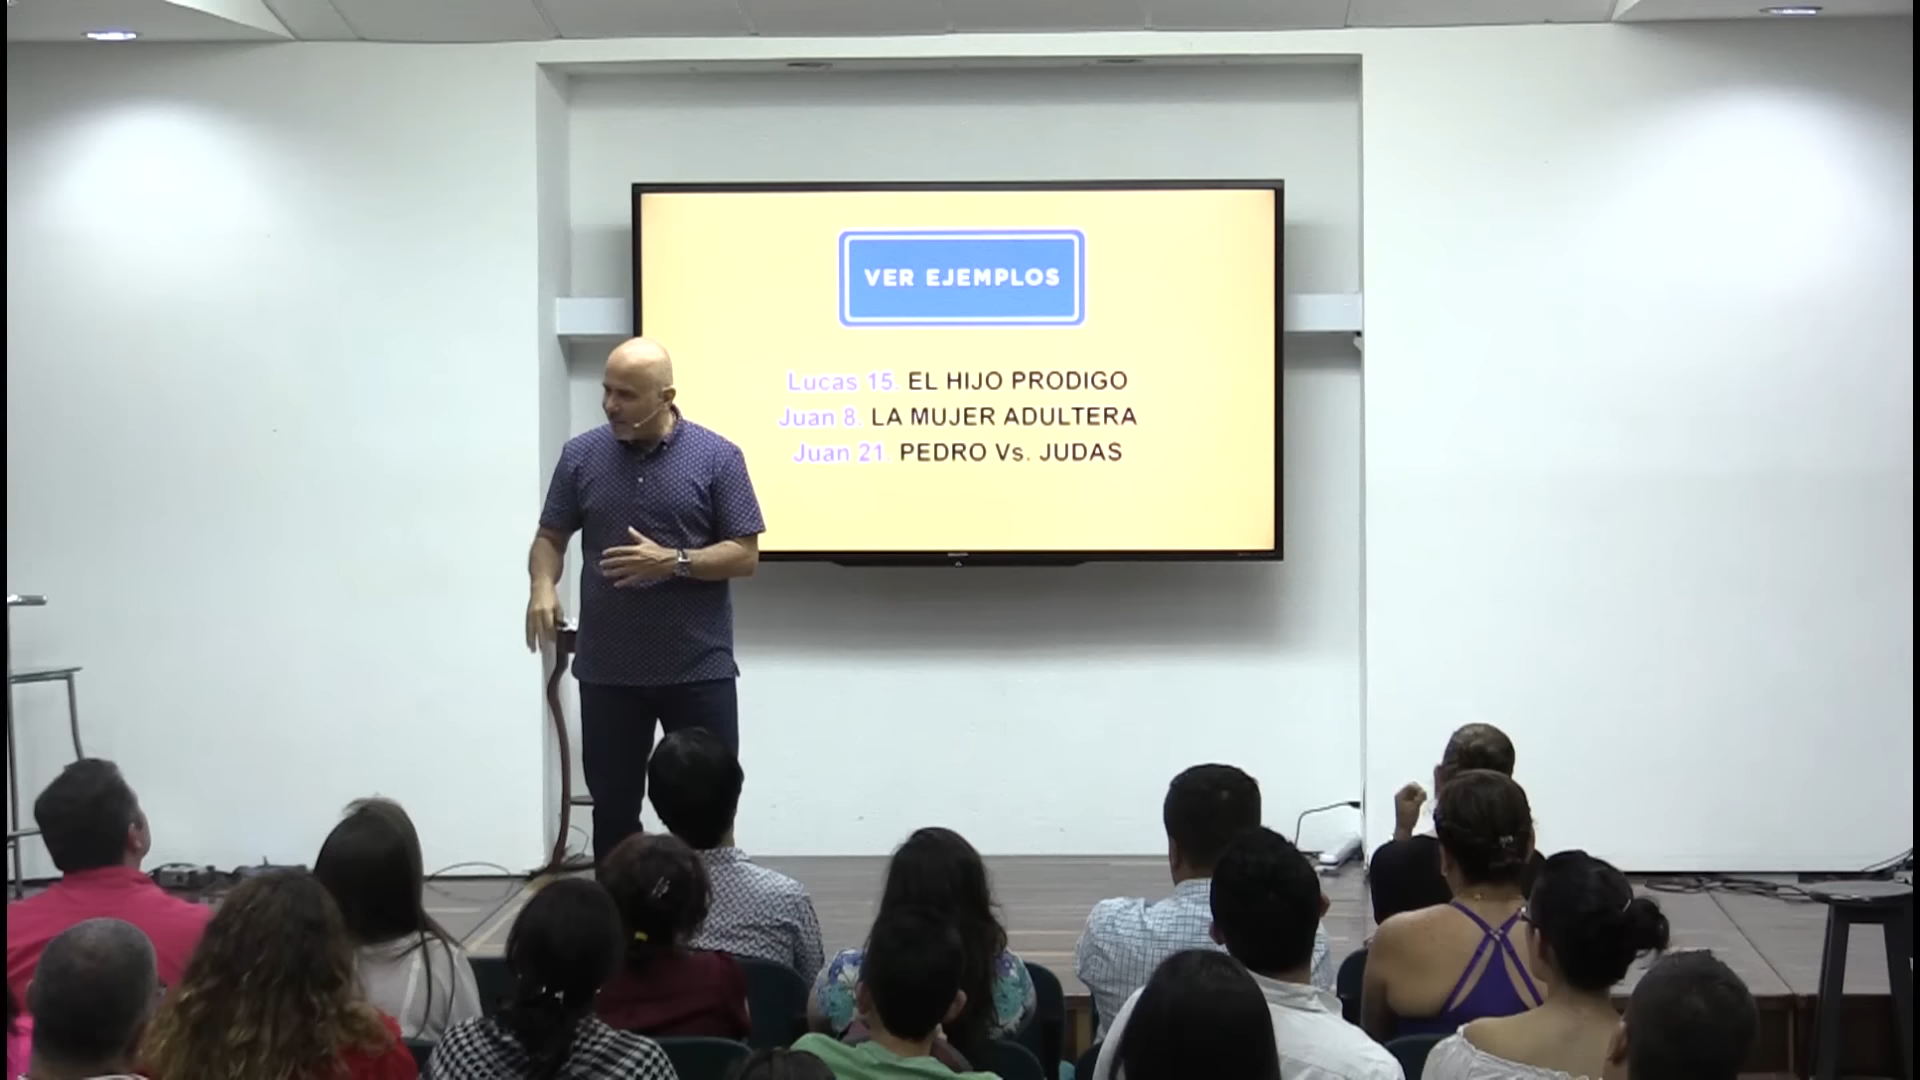 VER EJEMPLOS
Lucas 15. EL HIJO PRODIGO
Juan 8. LA MUJER ADULTERA
Juan 21. PEDRO Vs. JUDAS